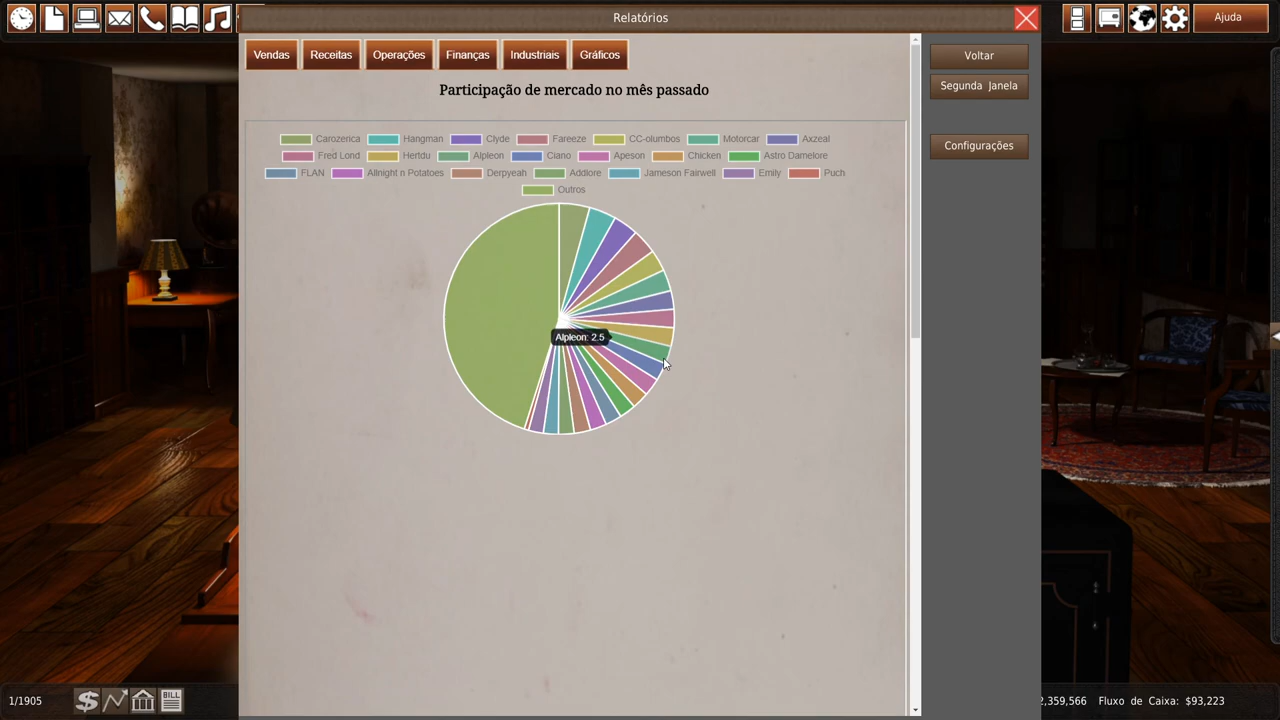 Relatórios
Ajuda
Vendas
Receitas
Operações
Finanças
Industriais
Gráficos
Voltar
Segunda Janela
Configurações
Participação de mercado no mês passado
Carozerica Hangman Clyde Fareeze CC-olumbos Motorcar Axzeal
Fred Lond Hertdu Alpleon Ciano Apeson Chicken Astro Damelore
FLAN Allnight n Potatoes Derpyeah Addlore Jameson Fairwell Emily Puch
Outros
Alpleon: 2.5
1/1905
BILL
2,359,566 Fluxo de Caixa: $93,223